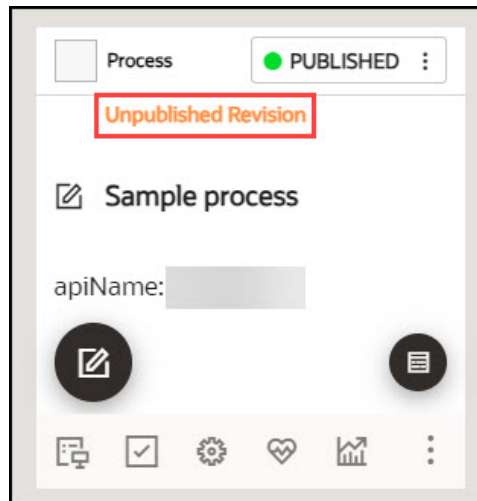 Process
PUBLISHED
Unpublished Revision
Sample process
apiName: